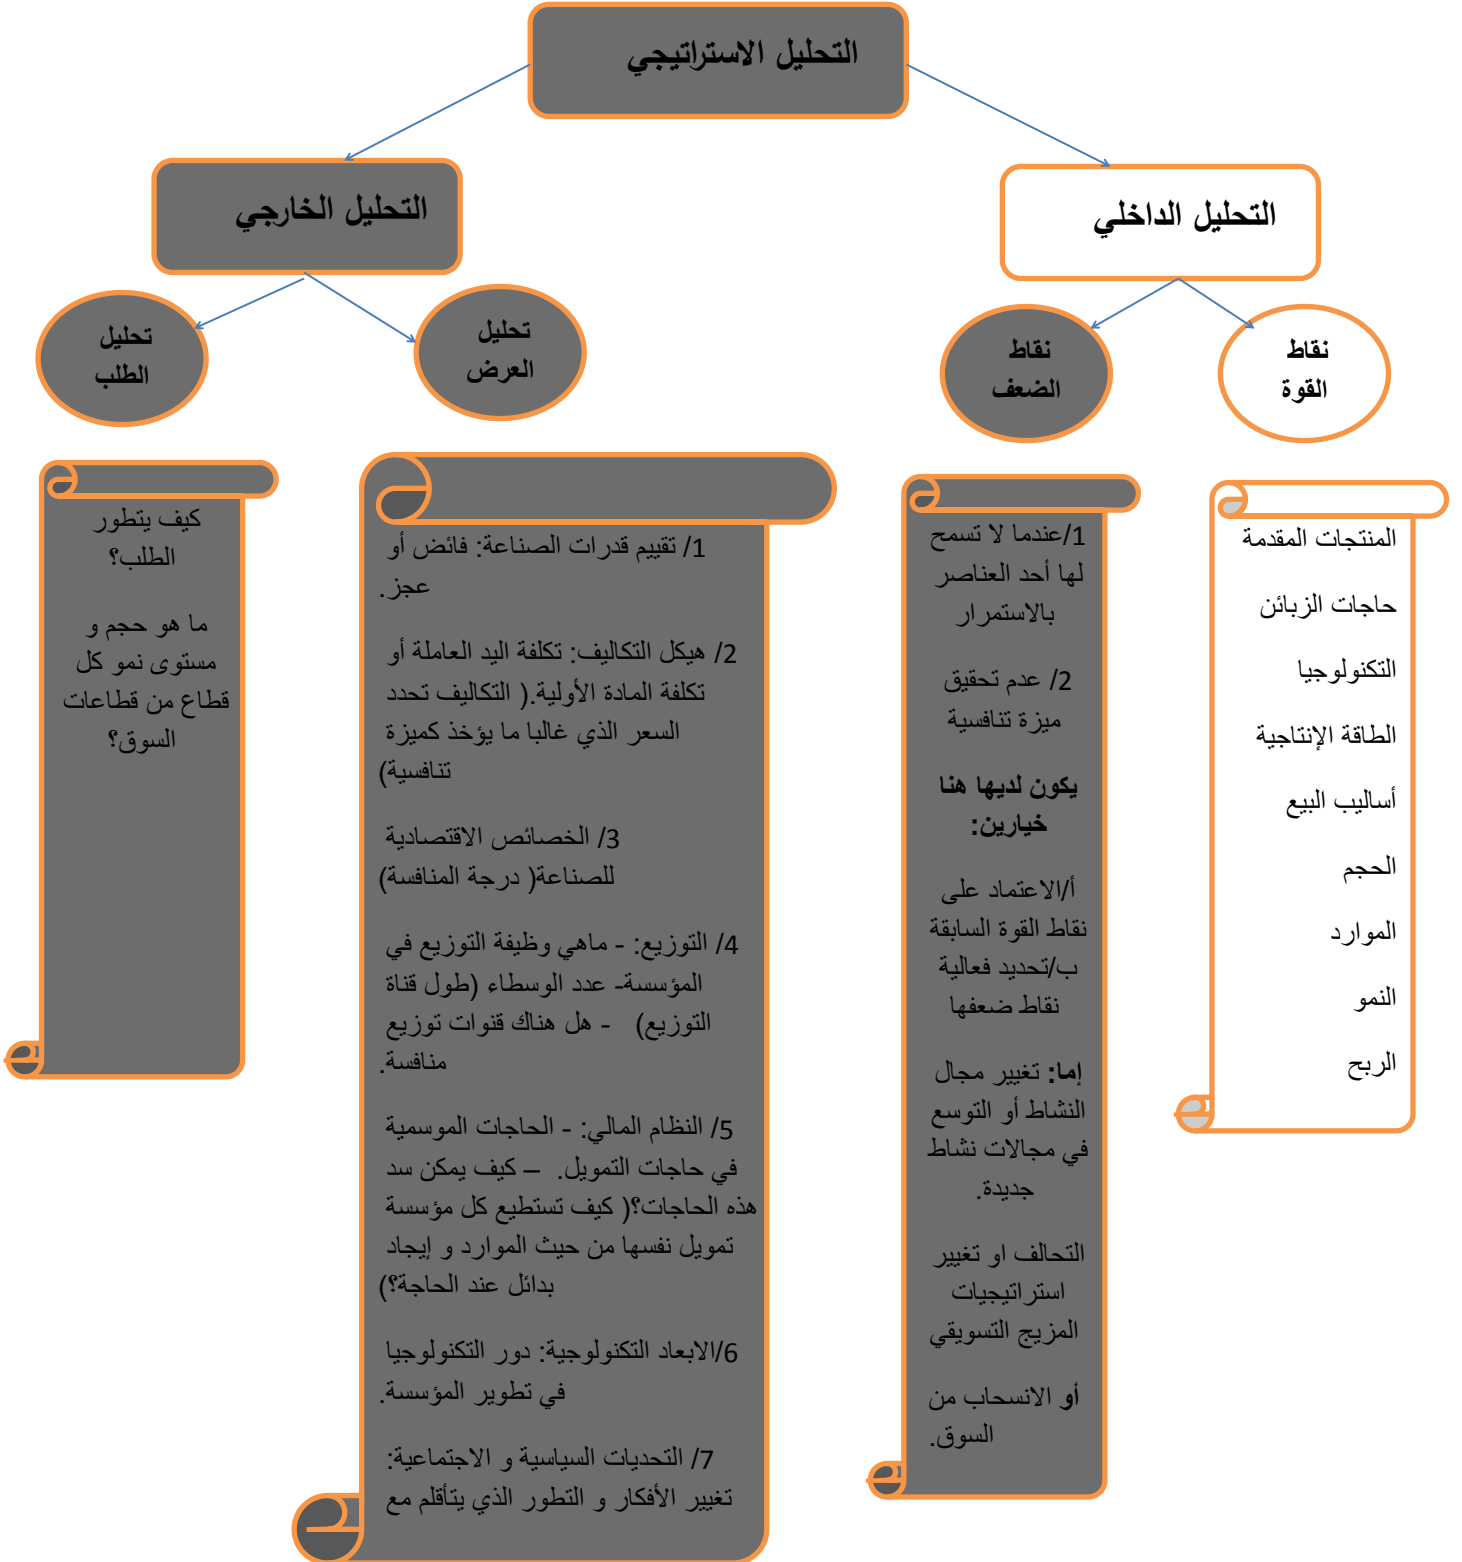 التحليل الاستراتيجي
التحليل الداخلي
التحليل الخارجي
نقاط
القوة
نقاط
الضعف
تحليل
العرض
تحليل
الطلب
المنتجات المقدمة
حاجات الزبائن
التكنولوجيا
الطاقة الإنتاجية
أساليب البيع
الحجم
الموارد
النمو
الربح
1/عندما لا تسمح
لها أحد العناصر
بالاستمرار
2/ عدم تحقيق
ميزة تنافسية
يكون لديها هنا
خيارين:
أ/الاعتماد على
نقاط القوة السابقة
ب/تحديد فعالية
نقاط ضعفها
إما: تغيير مجال
النشاط أو التوسع
في مجالات نشاط
جديدة.
التحالف او تغيير
استراتيجيات
المزيج التسويقي
أو الانسحاب من
السوق.
1/ تقييم قدرات الصناعة: فائض أو
عجز.
2/ هيكل التكاليف: تكلفة اليد العاملة أو
تكلفة المادة الأولية.( التكاليف تحدد
السعر الذي غالبا ما يؤخذ كميزة
تنافسية)
3/ الخصائص الاقتصادية
للصناعة( درجة المنافسة)
4/ التوزيع: - ماهي وظيفة التوزيع في
المؤسسة- عدد الوسطاء (طول قناة
التوزيع) - هل هناك قنوات توزيع
منافسة.
5/ النظام المالي: - الحاجات الموسمية
في حاجات التمويل. – كيف يمكن سد
هذه الحاجات؟( كيف تستطيع كل مؤسسة
تمويل نفسها من حيث الموارد و إيجاد
بدائل عند الحاجة؟)
6/الابعاد التكنولوجية: دور التكنولوجيا
في تطوير المؤسسة.
7/ التحديات السياسية و الاجتماعية:
تغيير الأفكار و التطور الذي يتأقلم مع
كيف يتطور
الطلب؟
ما هو حجم و
مستوى نمو كل
قطاع من قطاعات
السوق؟